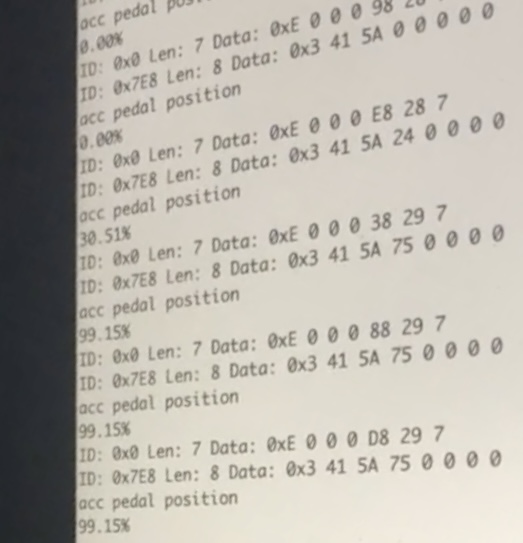 acc pedal
0.00%
ID: 0x0 Len: 7 Data: 0xE 0 0 0 98
ID: 0x7E8 Len: 8 Data: 0x3 41 5A 0 0 0 0 0
acc pedal position
0.00%
ID: 0x0 Len: 7 Data: 0xE 0 0 0 E8 28 7
ID: 0x7E8 Len: 8 Data: 0x3 41 5A 24 0 0 0 0
acc pedal position
30.51%
ID: 0x0 Len: 7 Data: 0xE 0 0 0 38 29 7
ID: 0x7E8 Len: 8 Data: 0x3 41 5A 75 0 0 0 0
acc pedal position
99.15%
ID: 0x0 Len: 7 Data: 0xE 0 0 0 88 29 7
ID: 0x7E8 Len: 8 Data: 0x3 41 5A 75 0 0 0 0
acc pedal position
99.15%
ID: 0x0 Len: 7 Data: 0xE 0 0 0 D8 29 7
ID: 0x7E8 Len: 8 Data: 0x3 41 5A 75 0 0 0 0
acc pedal position
99.15%